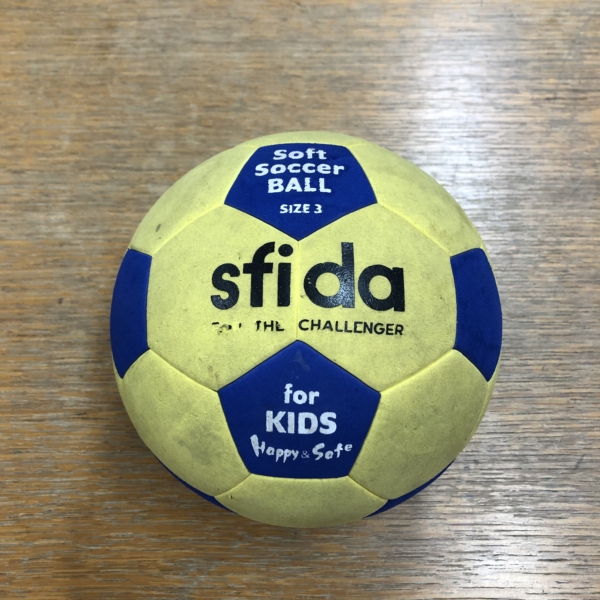 Soft
Soccer
BALL
SIZE 3
sfida
THE CHALLENGER
for
KIDS
Happy & Safe